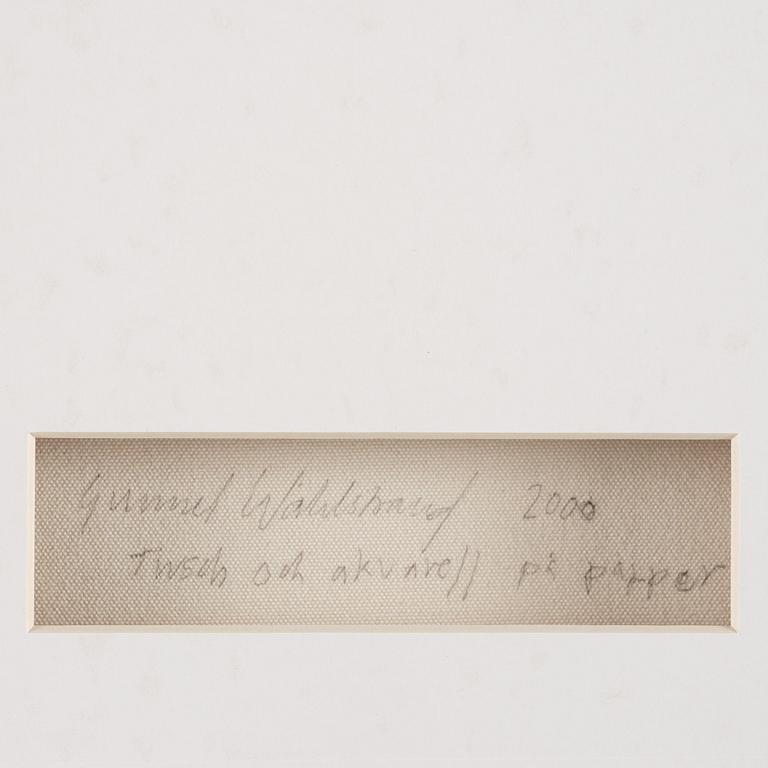 Gunnel Wåhlstrand 2000
Tusch och akvarell på papper